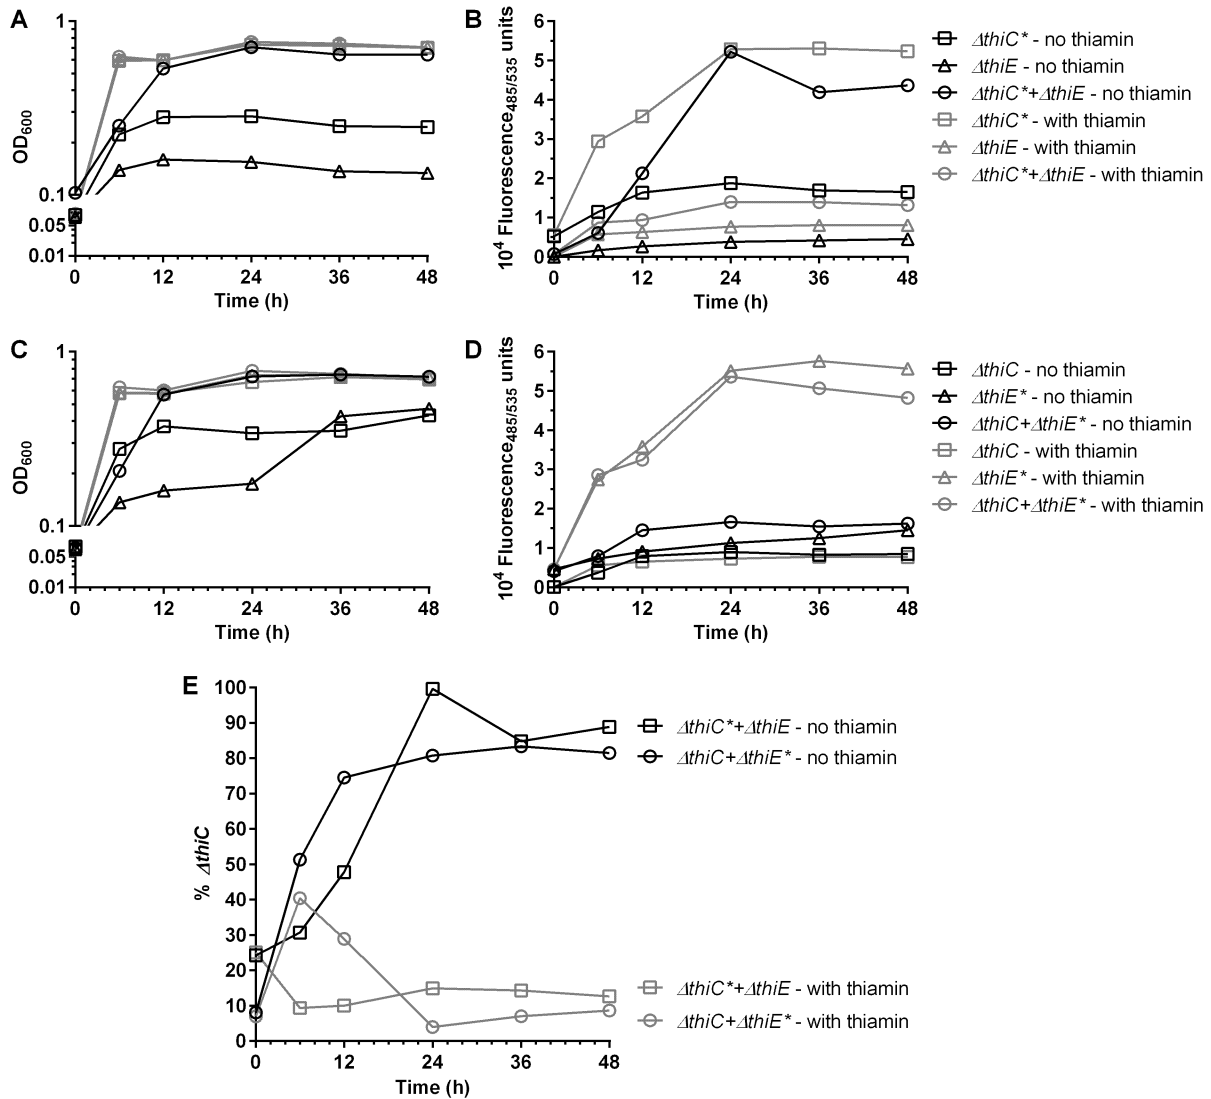 A
1
0.1
0.05
0.01
OD600
0 12 24 36 48
Time (h)
B
6
5
4
3
2
1
0
10^4 Fluorescence485/535 units
0 12 24 36 48
Time (h)
ΔthiC* - no thiamin
ΔthiE - no thiamin
ΔthiC*+ΔthiE - no thiamin
ΔthiC* - with thiamin
ΔthiE - with thiamin
ΔthiC*+ΔthiE - with thiamin
C
1
0.1
0.05
0.01
OD600
0 12 24 36 48
Time (h)
D
6
5
4
3
2
1
0
10^4 Fluorescence485/535 units
0 12 24 36 48
Time (h)
ΔthiC - no thiamin
ΔthiE* - no thiamin
ΔthiC+ΔthiE* - no thiamin
ΔthiC - with thiamin
ΔthiE* - with thiamin
ΔthiC+ΔthiE* - with thiamin
E
100
90
80
70
60
50
40
30
20
10
0
% ΔthiC
0 12 24 36 48
Time (h)
ΔthiC*+ΔthiE - no thiamin
ΔthiC+ΔthiE* - no thiamin
ΔthiC*+ΔthiE - with thiamin
ΔthiC+ΔthiE* - with thiamin